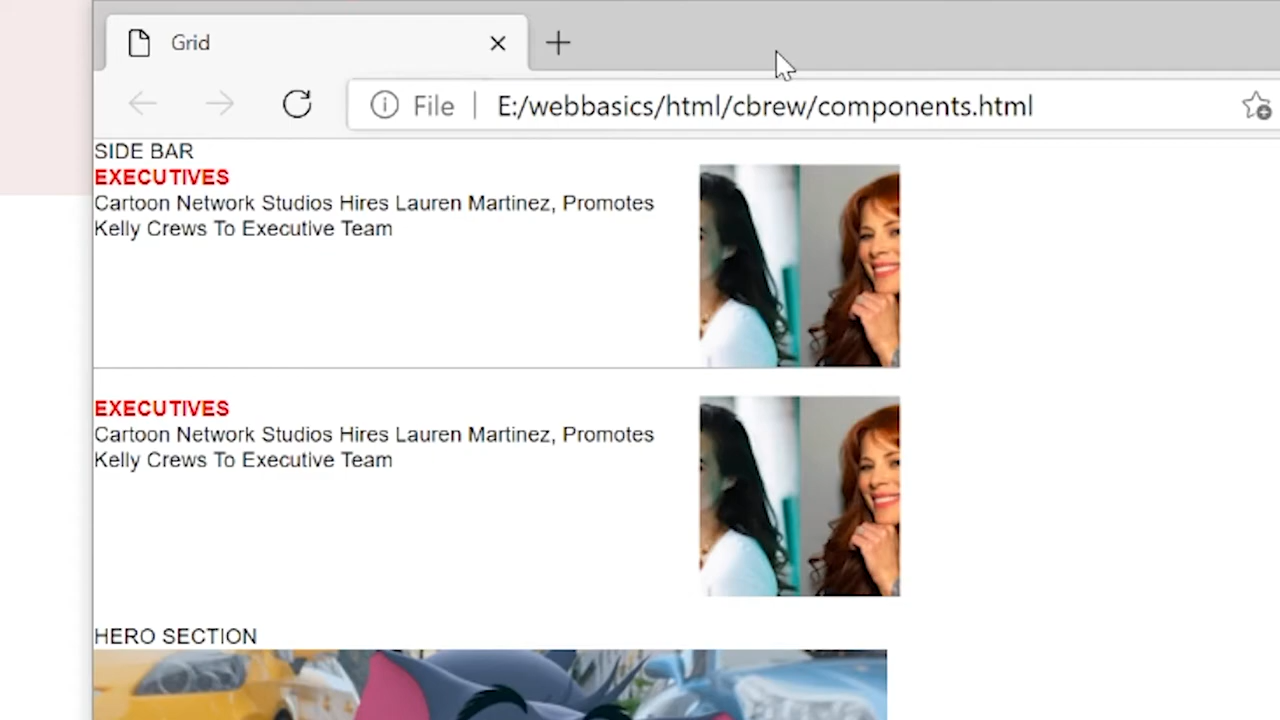 Grid
File | E:/webbasics/html/cbrew/components.html
SIDE BAR
EXECUTIVES
Cartoon Network Studios Hires Lauren Martinez, Promotes
Kelly Crews To Executive Team
EXECUTIVES
Cartoon Network Studios Hires Lauren Martinez, Promotes
Kelly Crews To Executive Team
HERO SECTION